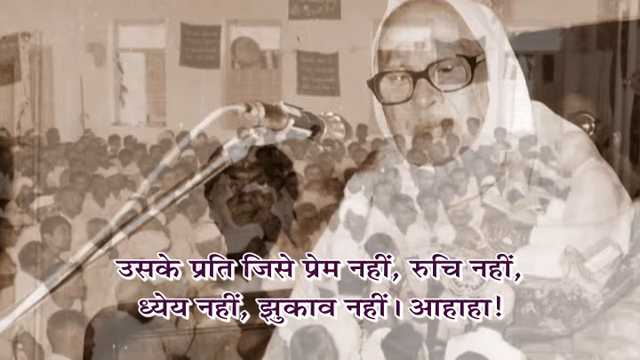 उसके प्रति जिसे प्रेम नहीं, रुचि नहीं,
ध्येय नहीं, झुकाव नहीं। आहाहा!